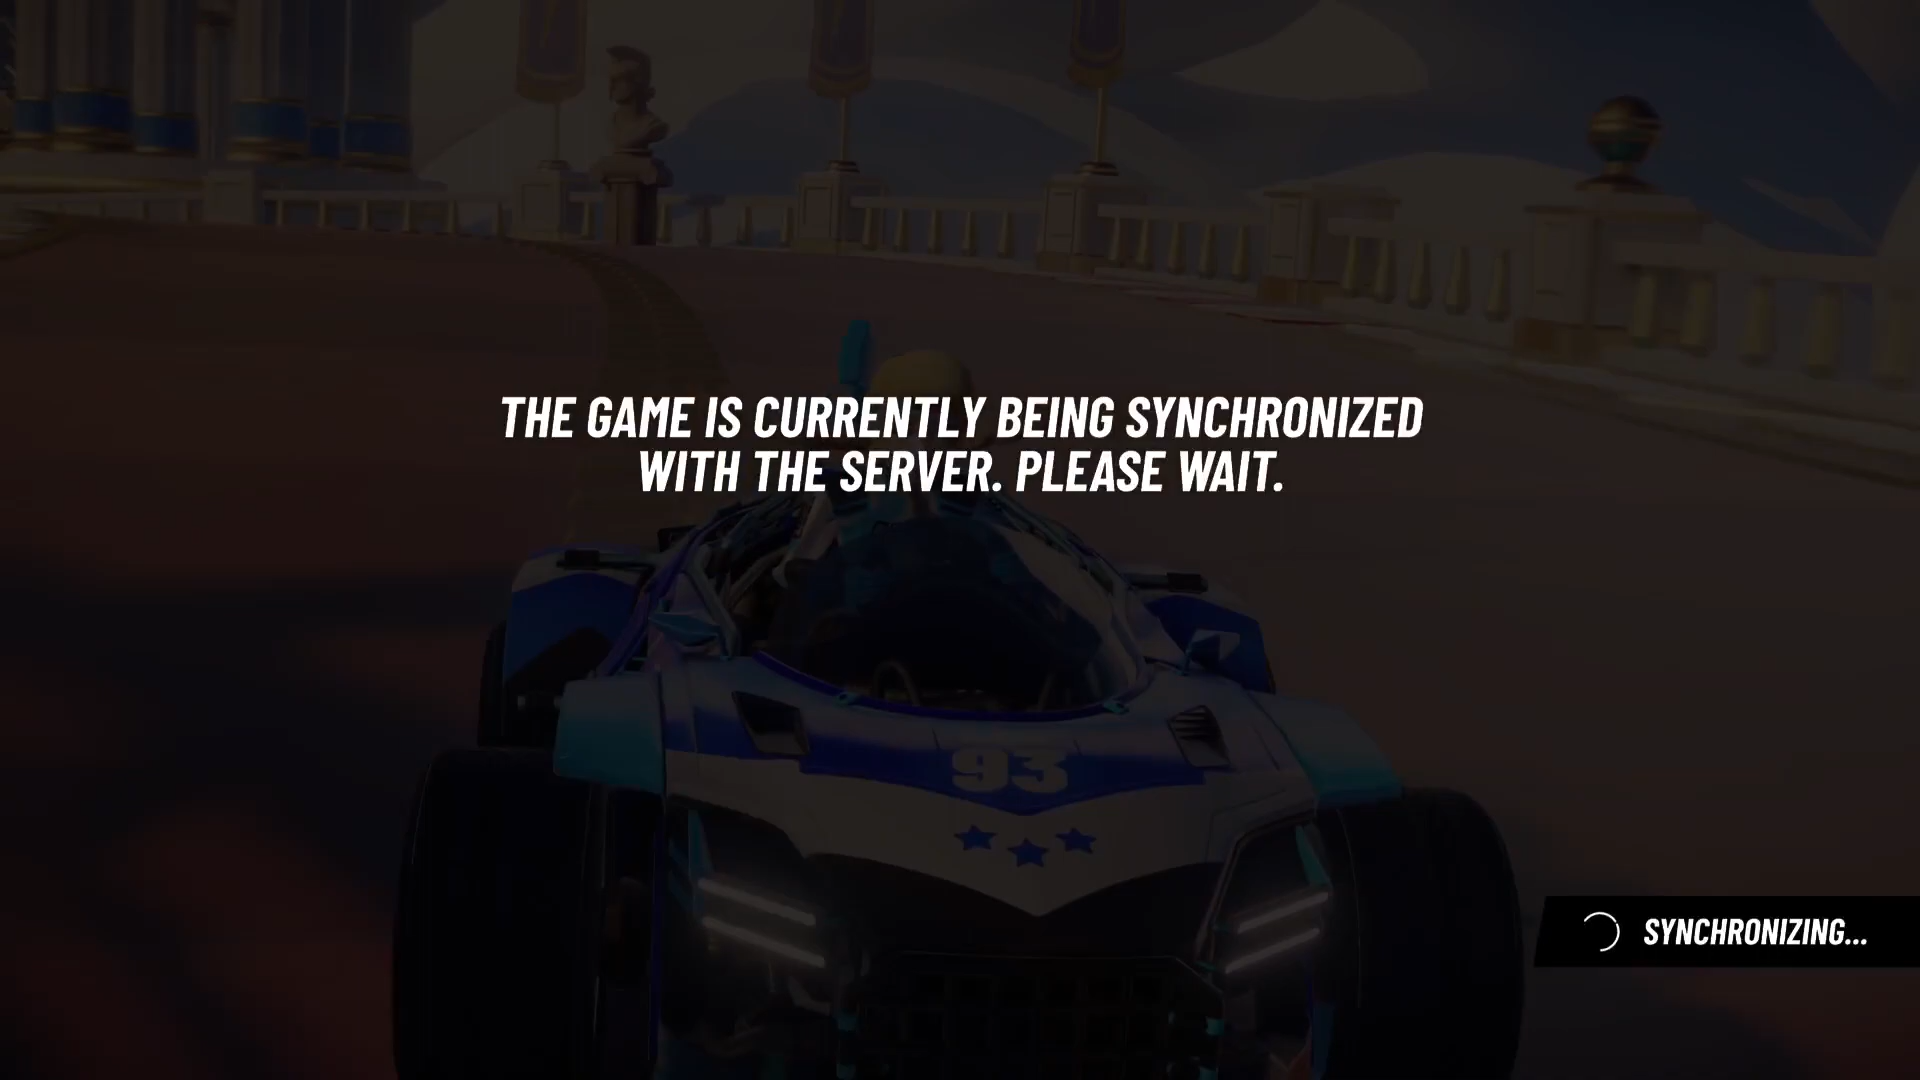 THE GAME IS CURRENTLY BEING SYNCHRONIZED
WITH THE SERVER. PLEASE WAIT.
93
SYNCHRONIZING...